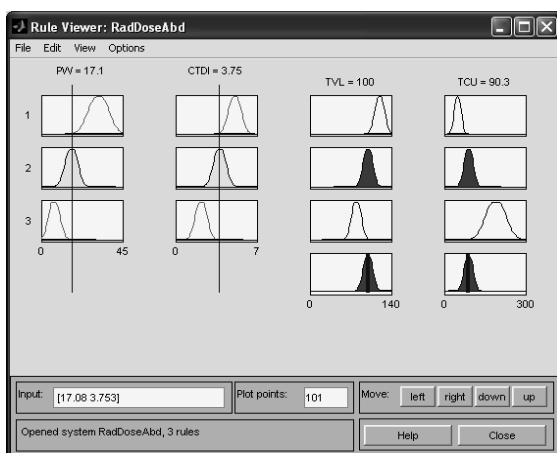 Rule Viewer: RadDoseAbd
File Edit View Options
PW = 17.1 CTDI = 3.75 TVL = 100 TCU = 90.3
1
2
3
0 45 0 7
0 140 0 300
Input: [17.08 3.753] Plot points: 101 Move: left right down up
Opened system RadDoseAbd, 3 rules Help Close